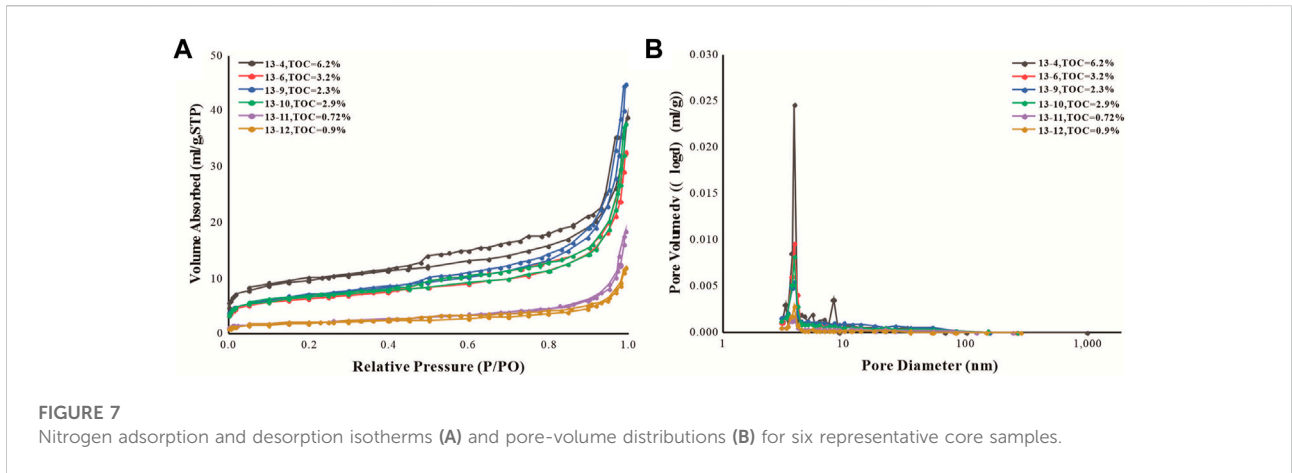 A
50
40
30
20
10
0
Volume Absorbed (ml/g,STP)
13-4,TOC=6.2%
13-6,TOC=3.2%
13-9,TOC=2.3%
13-10,TOC=2.9%
13-11,TOC=0.72%
13-12,TOC=0.9%
0.0 0.2 0.4 0.6 0.8 1.0
Relative Pressure (P/PO)
B
0.030
0.025
0.020
0.015
0.010
0.005
0.000
Pore Volumedv (( logd) (ml/g))
13-4,TOC=6.2%
13-6,TOC=3.2%
13-9,TOC=2.3%
13-10,TOC=2.9%
13-11,TOC=0.72%
13-12,TOC=0.9%
1 10 100 1,000
Pore Diameter (nm)
FIGURE 7
Nitrogen adsorption and desorption isotherms (A) and pore-volume distributions (B) for six representative core samples.